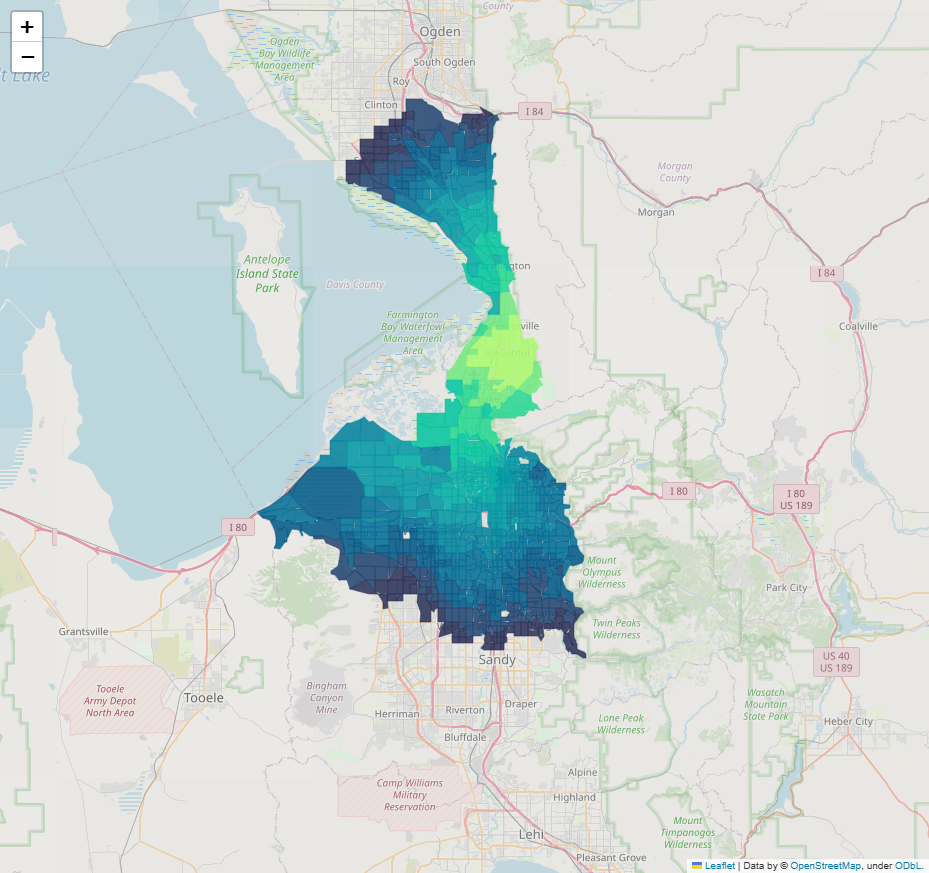 +
−
t Lake
County
Ogden
Ogden
Bay Wildlife
Management
Area
South Ogden
Roy
Clinton
I 84
Morgan
County
Morgan
I 84
Antelope
Island State
Park
Davis County
Farmington
Bay Waterfowl
Management
Area
Coalville
I 80
I 80
US 189
I 80
Mount
Olympus
Wilderness
Park City
Twin Peaks
Wilderness
Grantsville
Sandy
US 40
US 189
Tooele
Army Depot
North Area
Tooele
Bingham
Canyon
Mine
Herriman
Riverton
Draper
Bluffdale
Lone Peak
Wilderness
Wasatch
Mountain
State Park
Heber City
Camp Williams
Military
Reservation
Alpine
Highland
Lehi
Mount
Timpanogos
Wilderness
Pleasant Grove
Leaflet | Data by © OpenStreetMap, under ODbL.